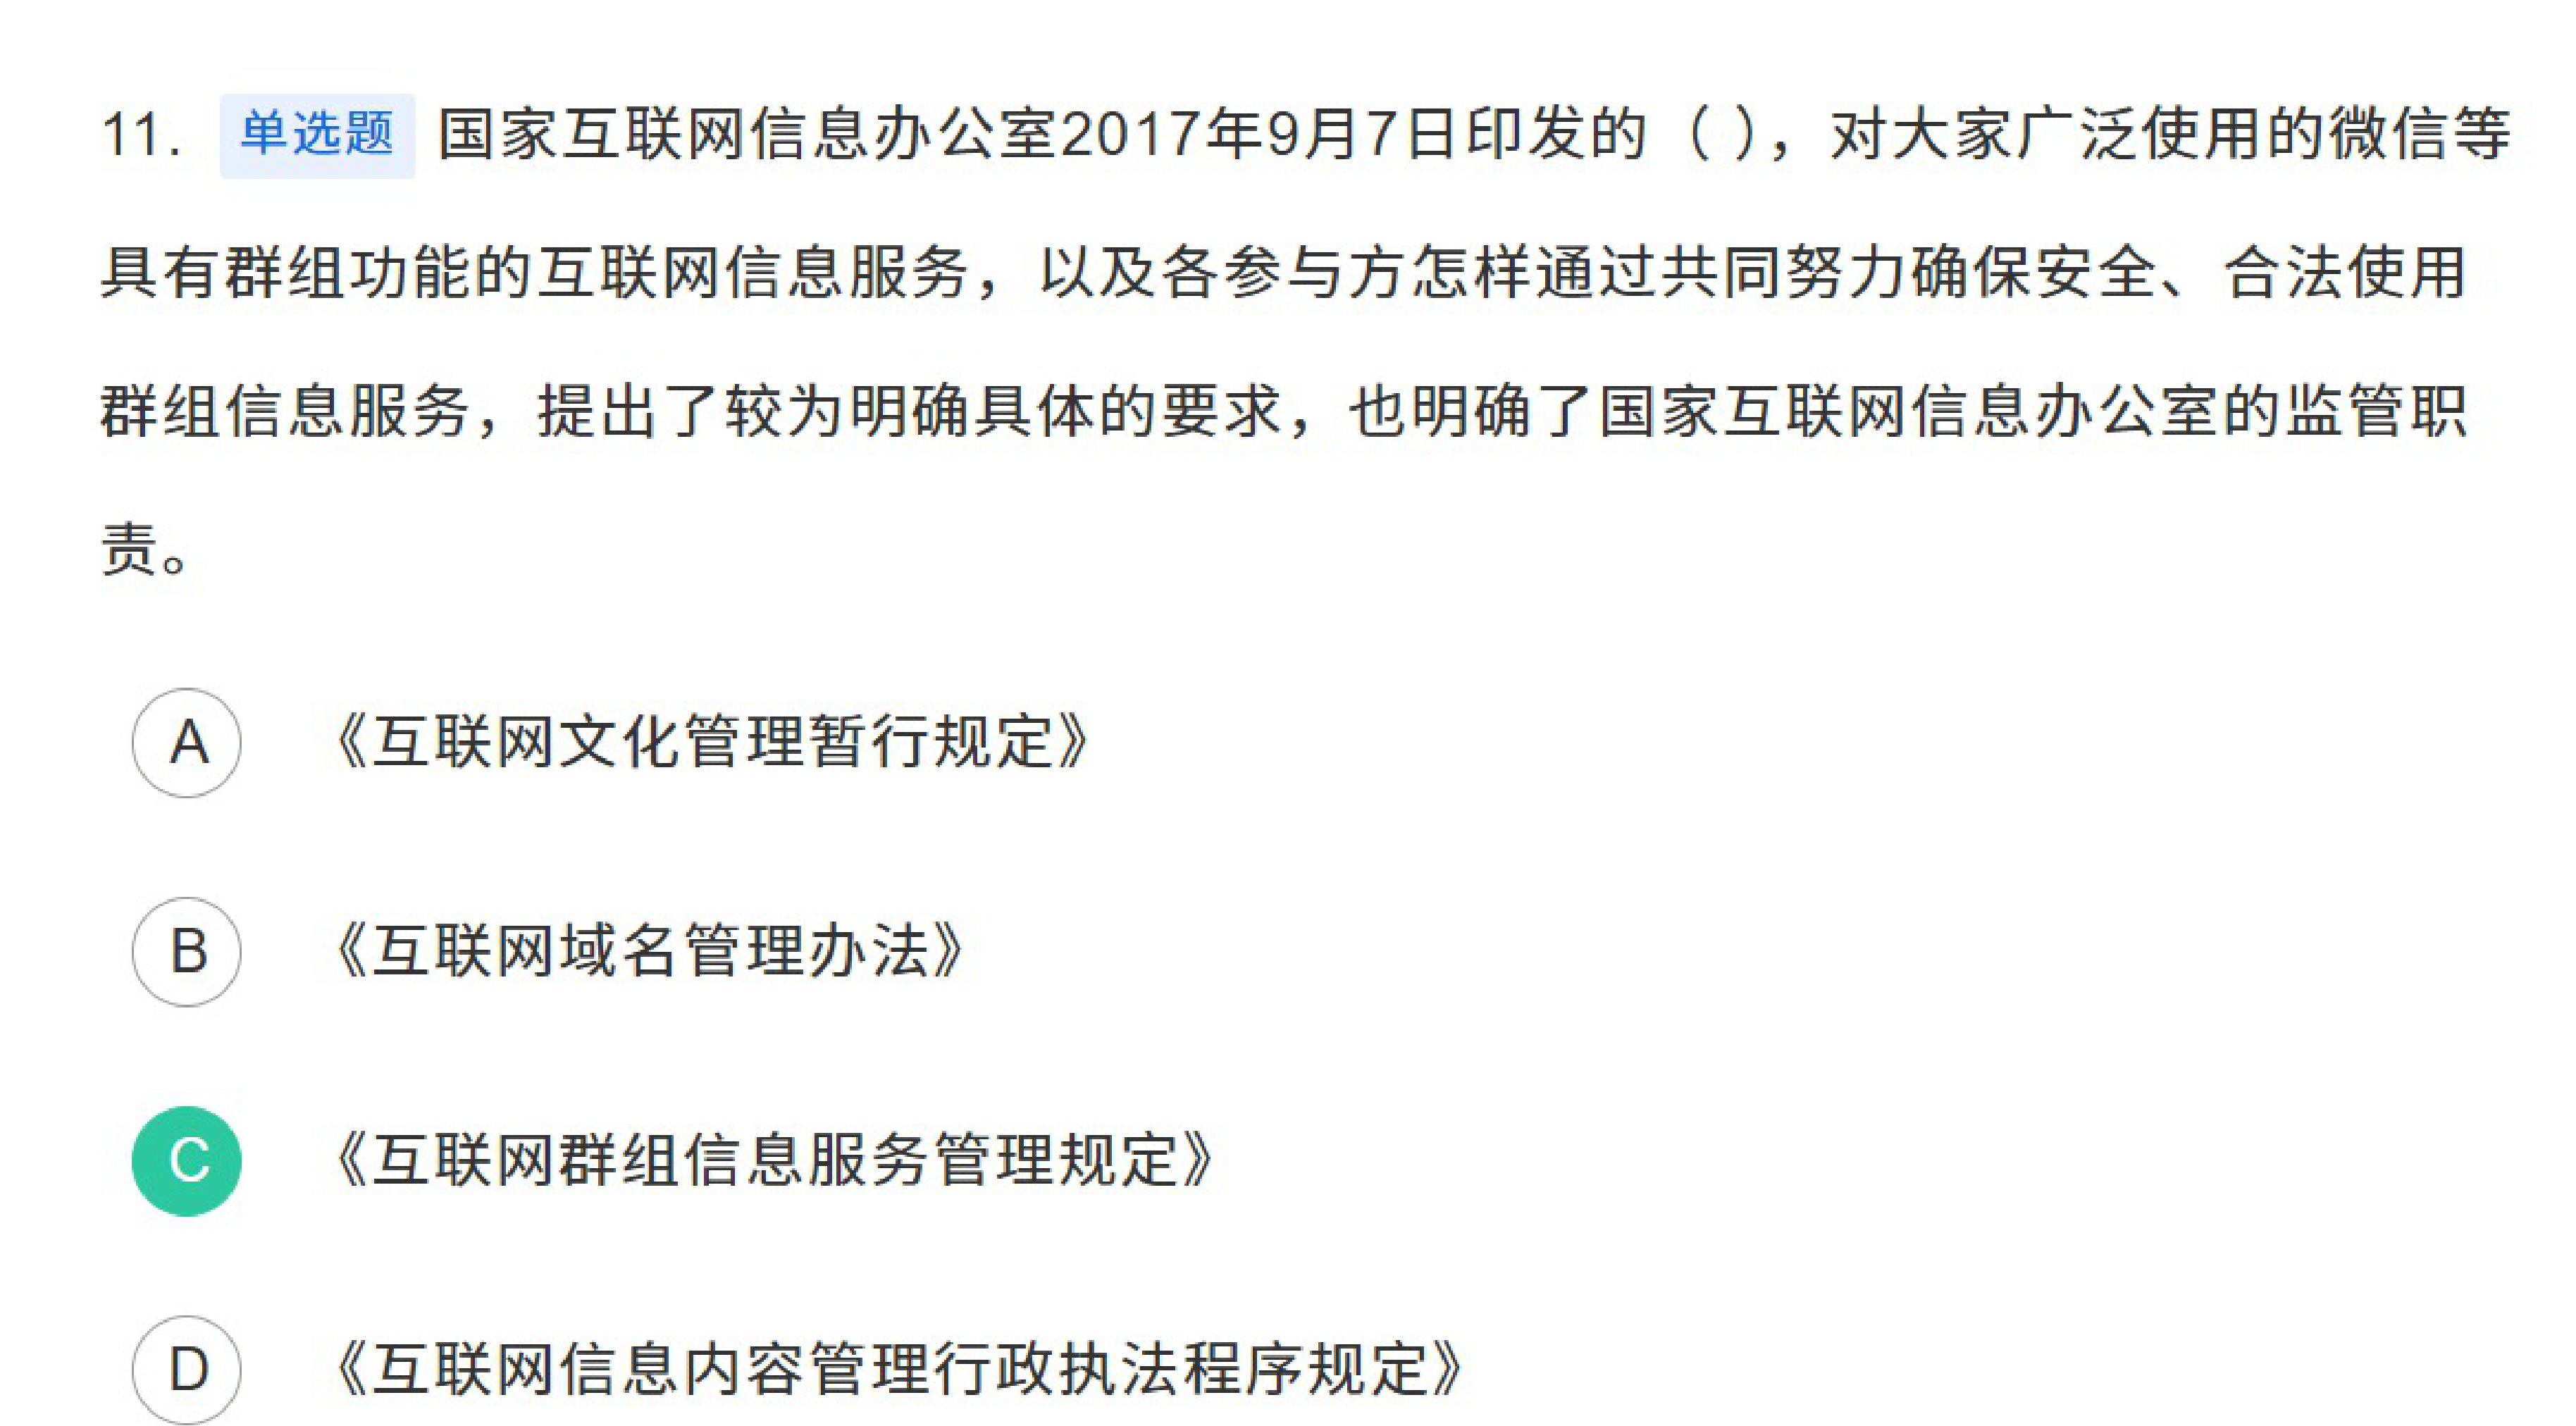 11. 单选题 国家互联网信息办公室2017年9月7日印发的（ ），对大家广泛使用的微信等
具有群组功能的互联网信息服务，以及各参与方怎样通过共同努力确保安全、合法使用
群组信息服务，提出了较为明确具体的要求，也明确了国家互联网信息办公室的监管职
责。
A 《互联网文化管理暂行规定》
B 《互联网域名管理办法》
C 《互联网群组信息服务管理规定》
D 《互联网信息内容管理行政执法程序规定》